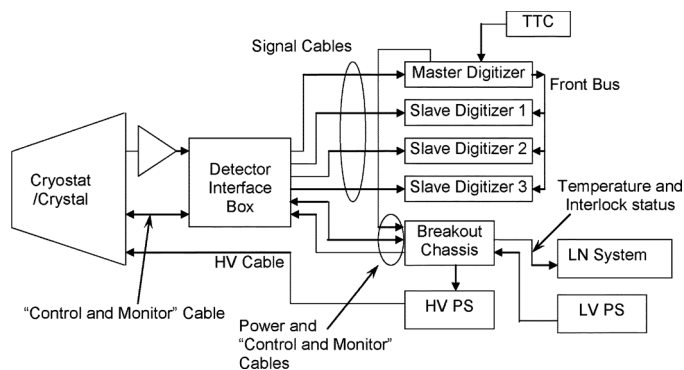 TTC
Signal Cables
Master Digitizer
Front Bus
Slave Digitizer 1
Slave Digitizer 2
Slave Digitizer 3
Cryostat
/Crystal
Detector
Interface
Box
Temperature and
Interlock status
Breakout
Chassis
LN System
HV Cable
"Control and Monitor" Cable
HV PS
LV PS
Power and
"Control and Monitor"
Cables